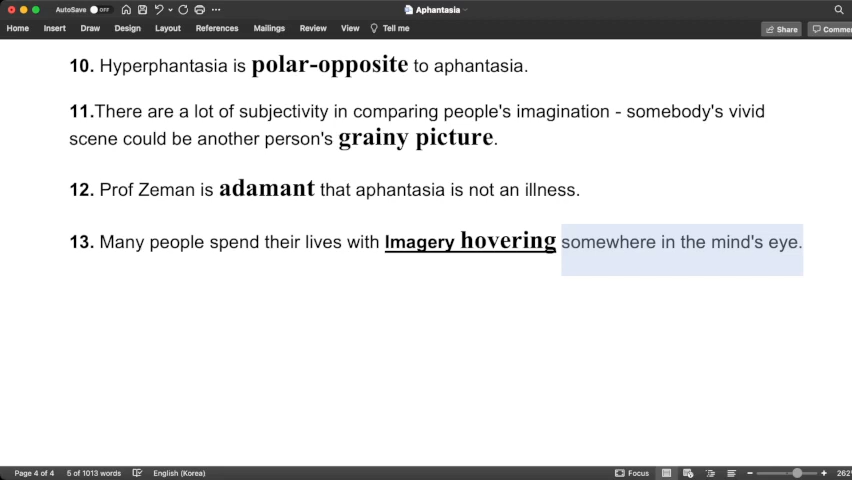 AutoSave OFF
Aphantasia
Home Insert Draw Design Layout References Mailings Review View Tell me Share
10. Hyperphantasia is polar-opposite to aphantasia.
11.There are a lot of subjectivity in comparing people's imagination - somebody's vivid
scene could be another person's grainy picture.
12. Prof Zeman is adamant that aphantasia is not an illness.
13. Many people spend their lives with Imagery hovering somewhere in the mind's eye.
Page 4 of 4 5 of 1013 words English (Korea) Focus